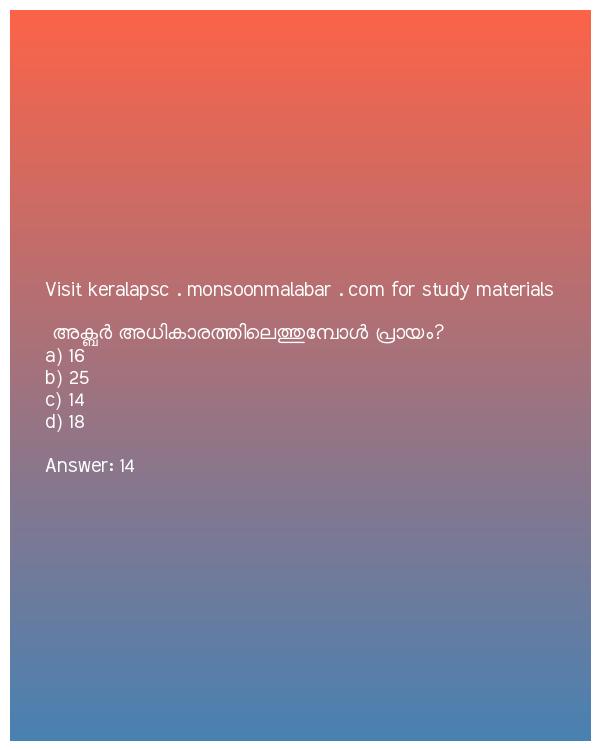 Visit keralapsc . monsoonmalabar . com for study materials
അക്ബർ അധികാരത്തിലെത്തുമ്പോൾ പ്രായം?
a) 16
b) 25
c) 14
d) 18
Answer: 14